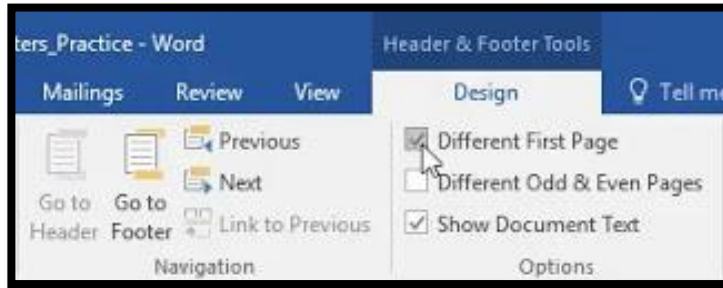 ters_Practice - Word
Header & Footer Tools
Mailings Review View Design Tell me
Go to Header
Go to Footer
Previous
Next
Link to Previous
Navigation
Different First Page
Different Odd & Even Pages
Show Document Text
Options